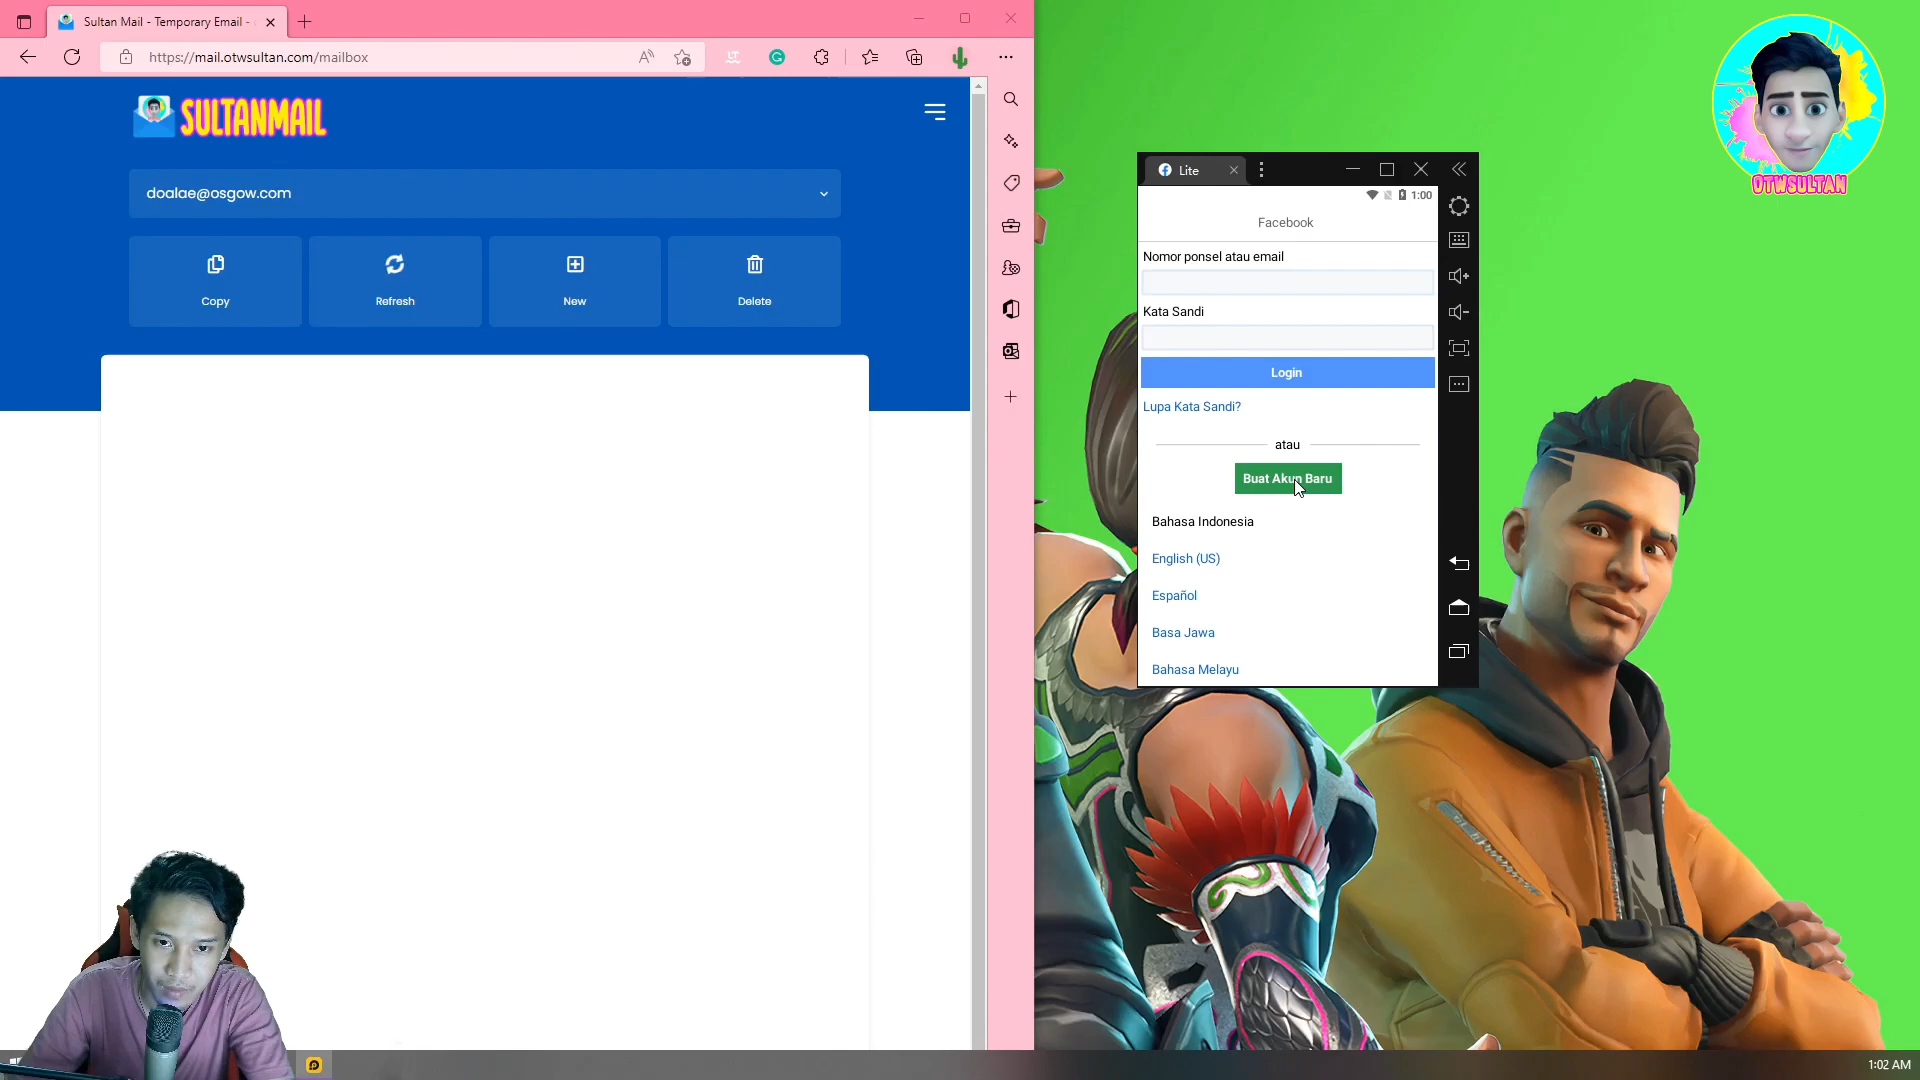 Sultan Mail - Temporary Email -
https://mail.otwsultan.com/mailbox
SULTANMAIL
doalae@osgow.com
Copy
Refresh
New
Delete
Lite
1:00
Facebook
Nomor ponsel atau email
Kata Sandi
Login
Lupa Kata Sandi?
atau
Buat Akun Baru
Bahasa Indonesia
English (US)
Español
Basa Jawa
Bahasa Melayu
OTWSULTAN
1:02 AM